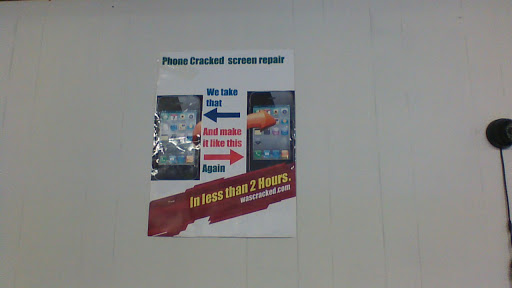 Phone Cracked screen repair
We take
that
And make
it like this
Again
In less than 2 Hours.
wascracked.com